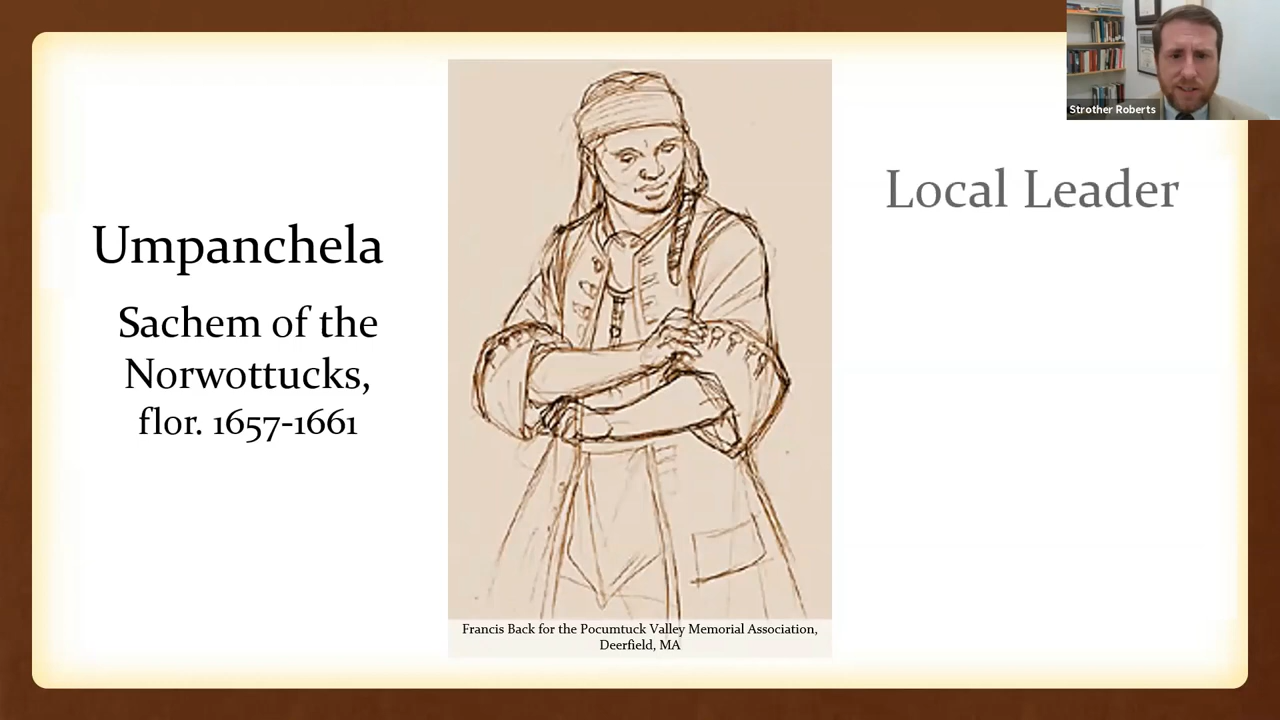 Strother Roberts
Local Leader
Umpanchela
Sachem of the
Norwottucks,
flor. 1657-1661
Francis Back for the Pocumtuck Valley Memorial Association,
Deerfield, MA